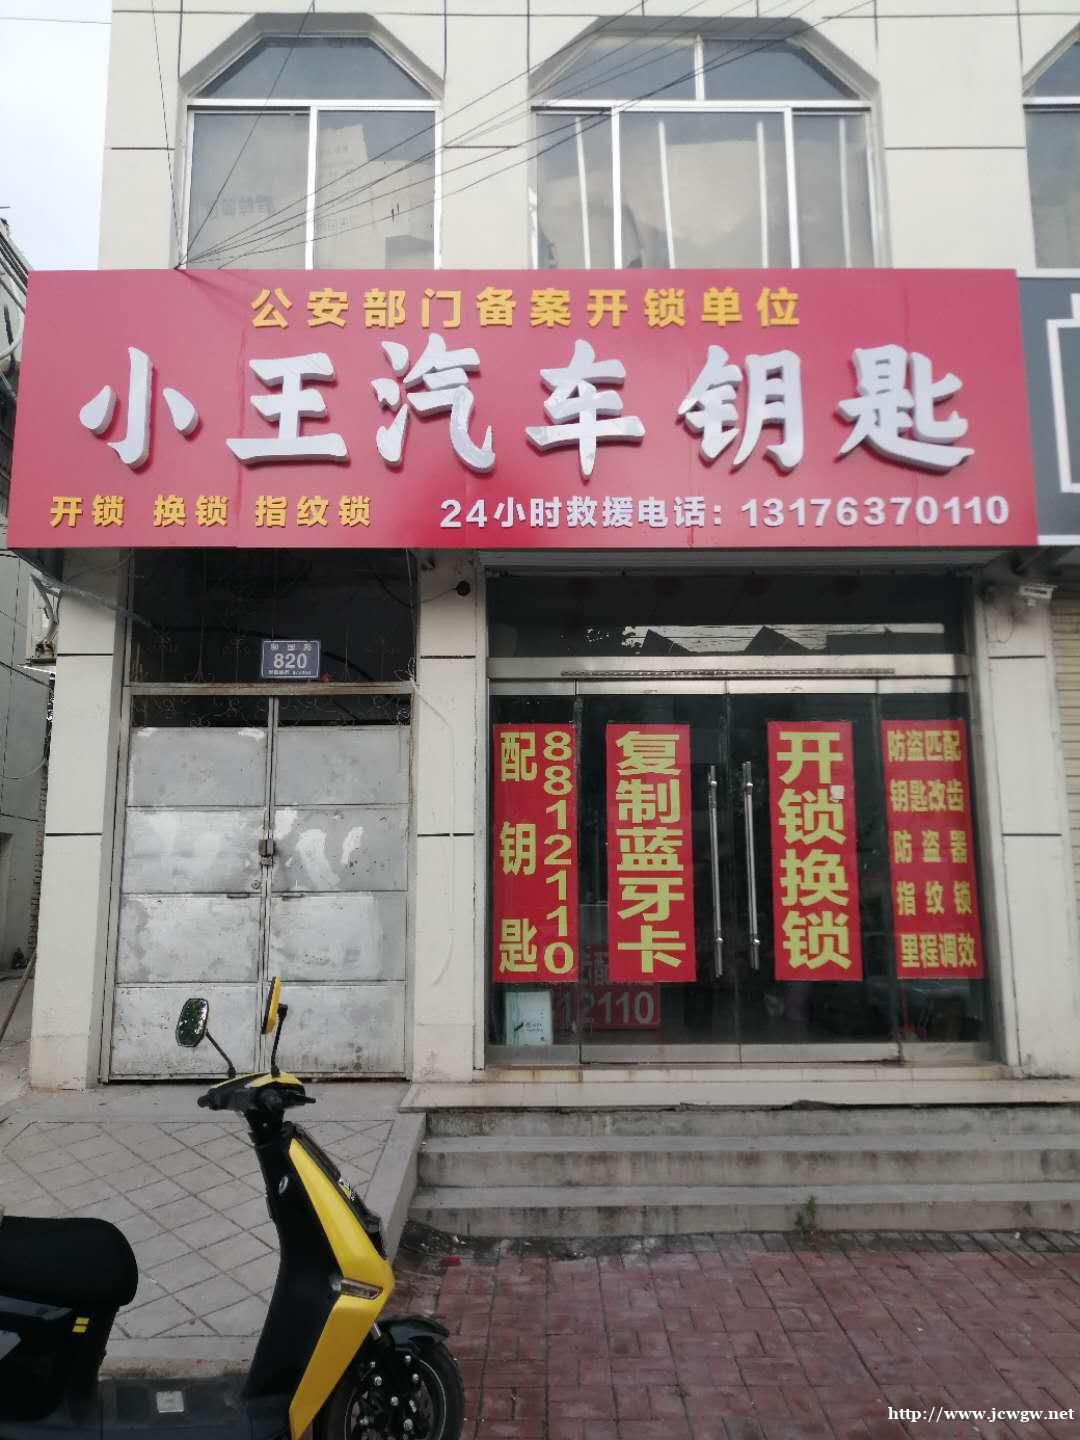 公安部门备案开锁单位
小王汽车钥匙
开锁 换锁 指纹锁
24小时救援电话：13176370110
820
配钥匙
8812110
复制蓝牙卡
开锁换锁
防盗匹配
钥匙改齿
防盗器
指纹锁
里程调效
12110
http://www.jcwgw.net